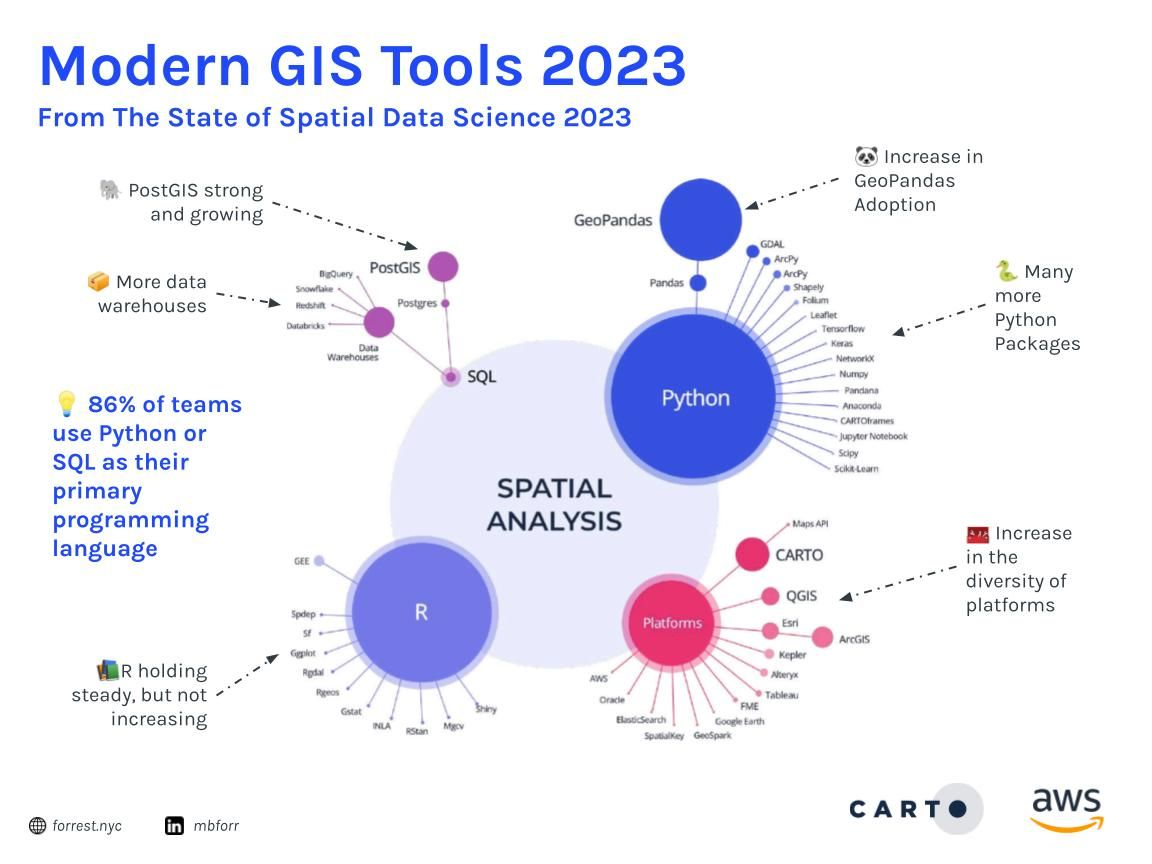 Modern GIS Tools 2023
From The State of Spatial Data Science 2023
🐘 PostGIS strong
and growing
📦 More data
warehouses
💡 86% of teams
use Python or
SQL as their
primary
programming
language
📚R holding
steady, but not
increasing
🐼 Increase in
GeoPandas
Adoption
🐍 Many
more
Python
Packages
🧰 Increase
in the
diversity of
platforms
PostGIS
Postgres
BigQuery
Snowflake
Redshift
Databricks
Data
Warehouses
SQL
GeoPandas
Pandas
Python
GDAL
ArcPy
ArcPy
Shapely
Folium
Leaflet
Tensorflow
Keras
NetworkX
Numpy
Pandana
Anaconda
CARTOframes
Jupyter Notebook
Scipy
Scikit-Learn
SPATIAL
ANALYSIS
R
GEE
Spdep
Sf
Ggplot
Rgdal
Rgeos
Gstat
INLA
RStan
Mgcv
Shiny
Platforms
Maps API
CARTO
QGIS
Esri
ArcGIS
Kepler
Alteryx
Tableau
FME
Google Earth
GeoSpark
SpatialKey
ElasticSearch
Oracle
AWS
forrest.nyc
in mbforr
CARTO
aws